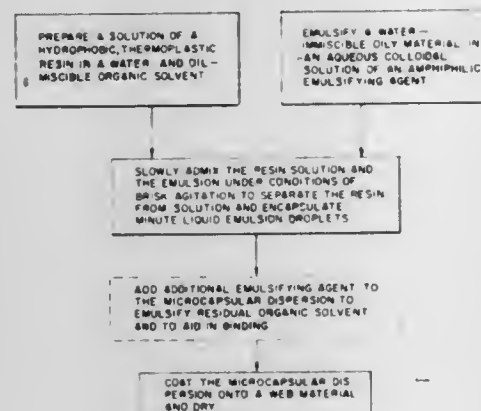 PREPARE A SOLUTION OF A
HYDROPHOBIC, THERMOPLASTIC
RESIN IN A WATER AND OIL-
MISCIBLE ORGANIC SOLVENT
EMULSIFY A WATER-
IMMISCIBLE OILY MATERIAL IN
AN AQUEOUS COLLOIDAL
SOLUTION OF AN AMPHIPHILIC
EMULSIFYING AGENT
SLOWLY ADMIX THE RESIN SOLUTION AND
THE EMULSION UNDER CONDITIONS OF
BRISK AGITATION TO SEPARATE THE RESIN
FROM SOLUTION AND ENCAPSULATE
MINUTE LIQUID EMULSION DROPLETS
ADD ADDITIONAL EMULSIFYING AGENT TO
THE MICROCAPSULAR DISPERSION TO
EMULSIFY RESIDUAL ORGANIC SOLVENT
AND TO AID IN BINDING
COAT THE MICROCAPSULAR DIS
PERSION ONTO A WEB MATERIAL
AND DRY